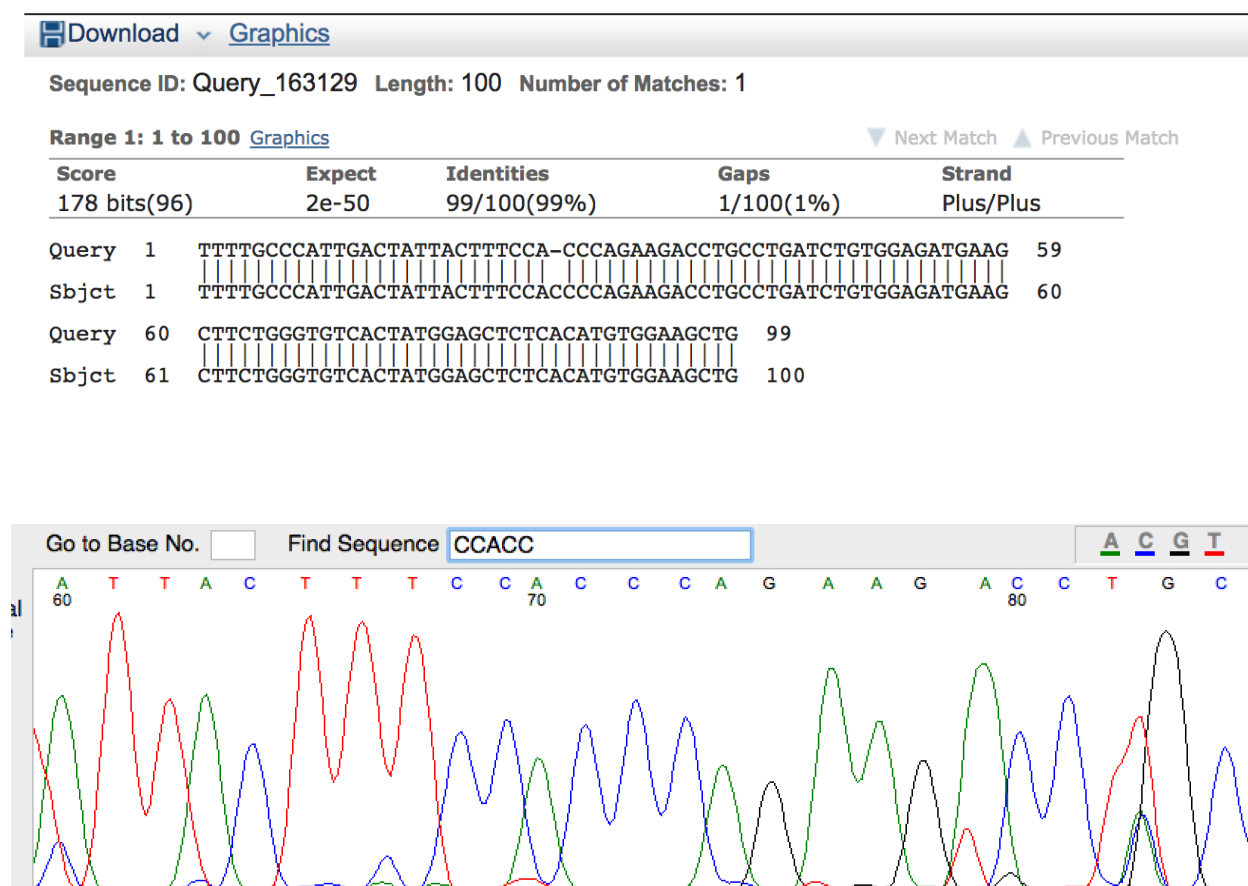 Download Graphics
Sequence ID: Query_163129 Length: 100 Number of Matches: 1
Range 1: 1 to 100 Graphics Next Match Previous Match
Score Expect Identities Gaps Strand
178 bits(96) 2e-50 99/100(99%) 1/100(1%) Plus/Plus
Query 1 TTTTGCCCATTGACTATTACTTTCCA-CCCAGAAGACCTGCCTGATCTGTGGAGATGAAG 59
Sbjct 1 TTTTGCCCATTGACTATTACTTTCCACCCCAGAAGACCTGCCTGATCTGTGGAGATGAAG 60
Query 60 CTTCTGGGTGTCACTATGGAGCTCTCACATGTGGAAGCTG 99
Sbjct 61 CTTCTGGGTGTCACTATGGAGCTCTCACATGTGGAAGCTG 100
Go to Base No. Find Sequence CCACC A C G T
A T T A C T T T C C A C C C A G A A G A C C T G C
60 70 80